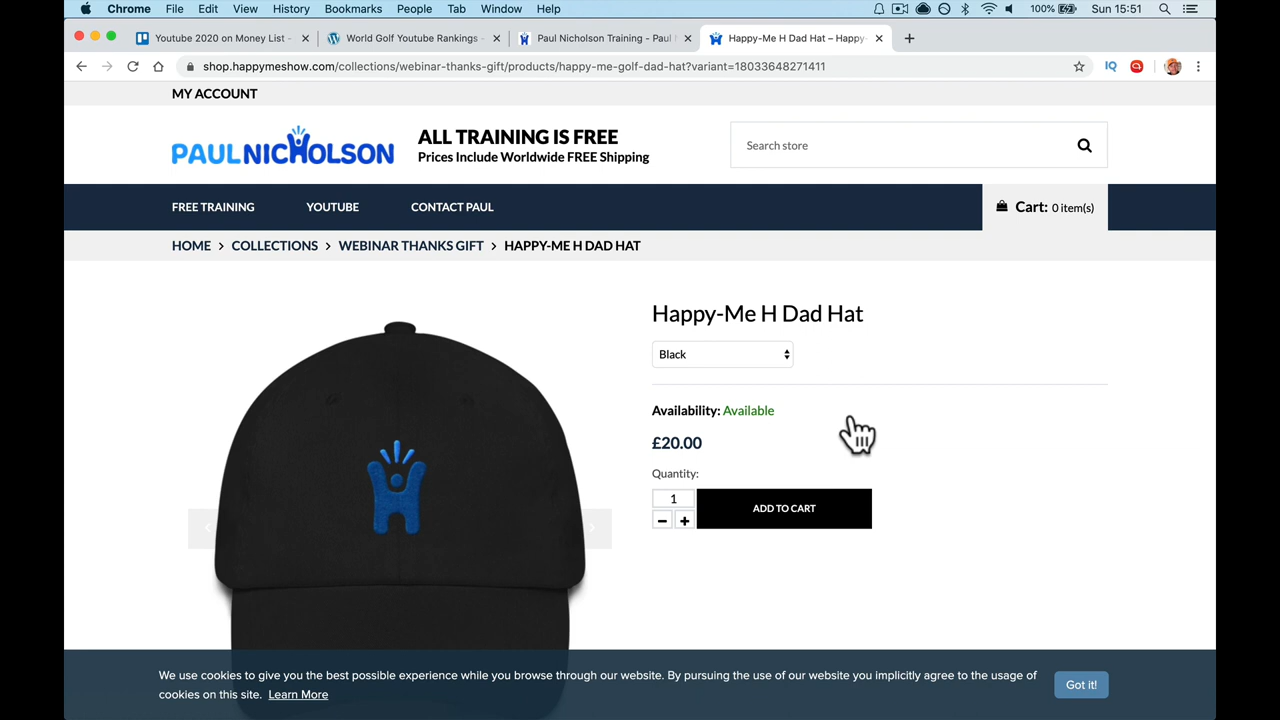 Chrome File Edit View History Bookmarks People Tab Window Help 100% Sun 15:51
Youtube 2020 on Money List - World Golf Youtube Rankings - Paul Nicholson Training - Paul Happy-Me H Dad Hat – Happy-
shop.happymeshow.com/collections/webinar-thanks-gift/products/happy-me-golf-dad-hat?variant=18033648271411 IQ
MY ACCOUNT
PAUL NICHOLSON
ALL TRAINING IS FREE
Prices Include Worldwide FREE Shipping
Search store
FREE TRAINING YOUTUBE CONTACT PAUL Cart: 0 item(s)
HOME > COLLECTIONS > WEBINAR THANKS GIFT > HAPPY-ME H DAD HAT
Happy-Me H Dad Hat
Black
Availability: Available
£20.00
Quantity:
1
ADD TO CART
− +
We use cookies to give you the best possible experience while you browse through our website. By pursuing the use of our website you implicitly agree to the usage of
cookies on this site. Learn More
Got it!